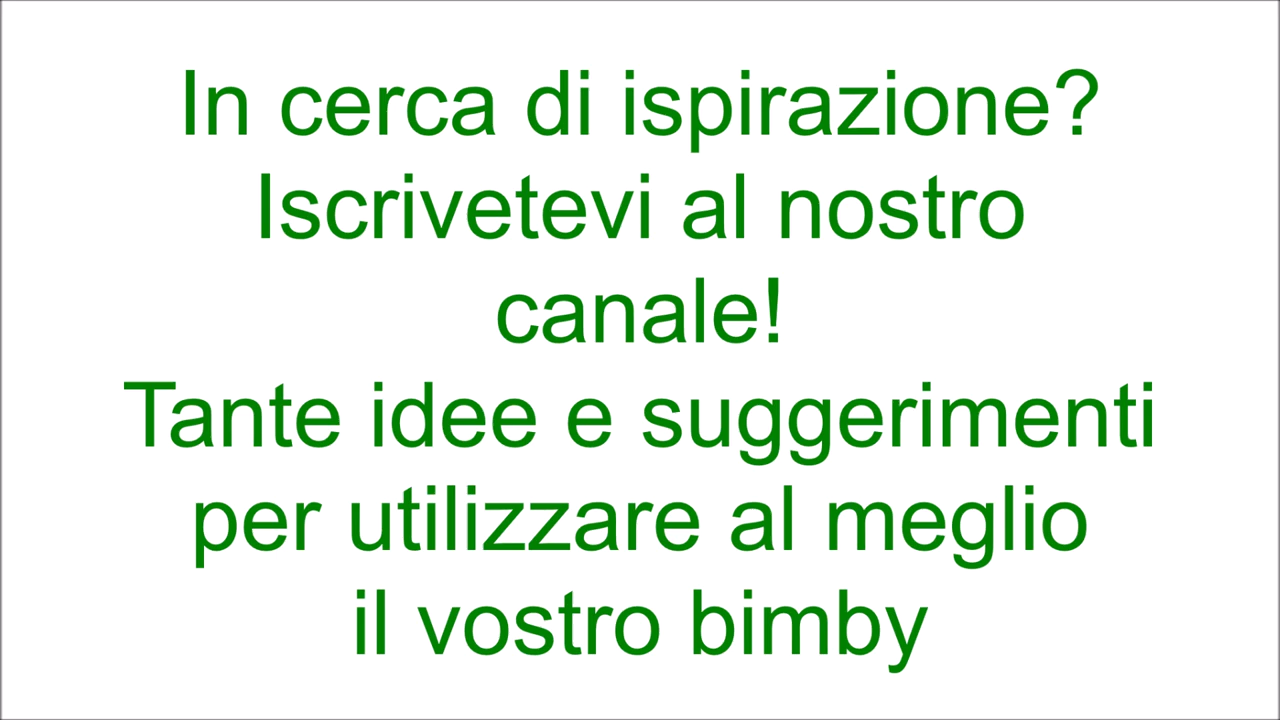 In cerca di ispirazione?
Iscrivetevi al nostro
canale!
Tante idee e suggerimenti
per utilizzare al meglio
il vostro bimby